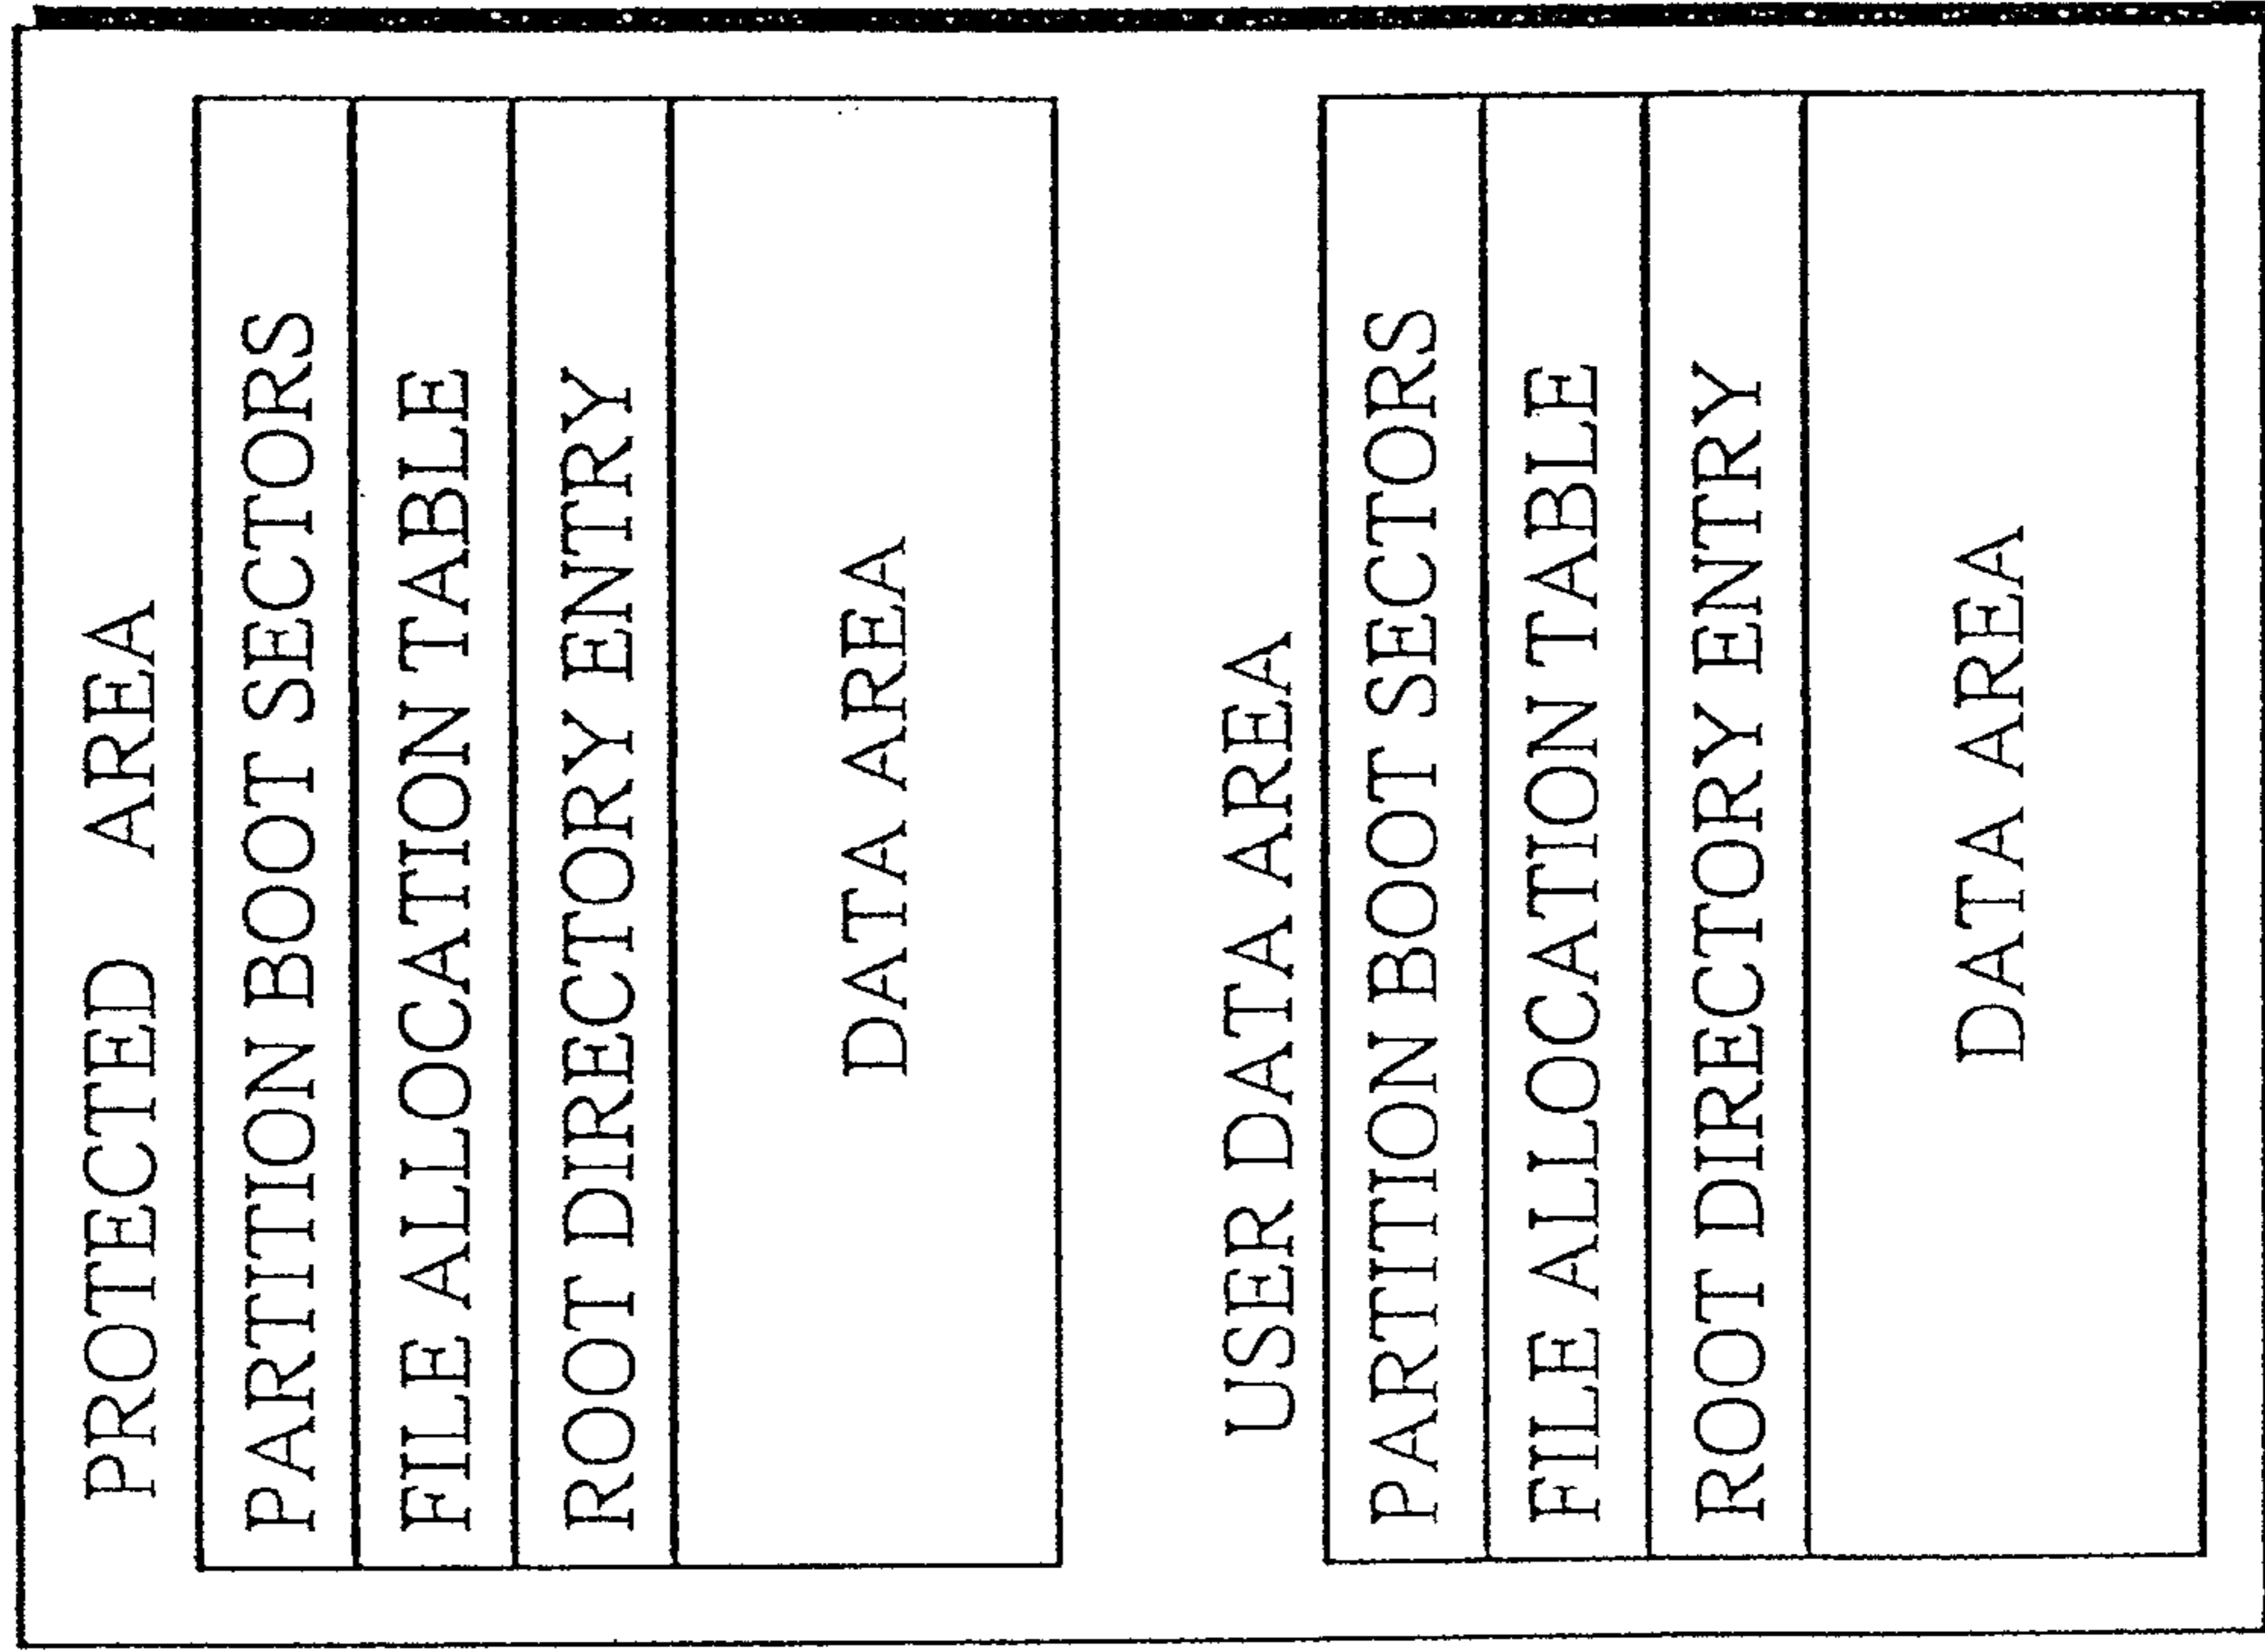 PROTECTED AREA
PARTITION BOOT SECTORS
FILE ALLOCATION TABLE
ROOT DIRECTORY ENTRY
DATA AREA
USER DATA AREA
PARTITION BOOT SECTORS
FILE ALLOCATION TABLE
ROOT DIRECTORY ENTRY
DATA AREA